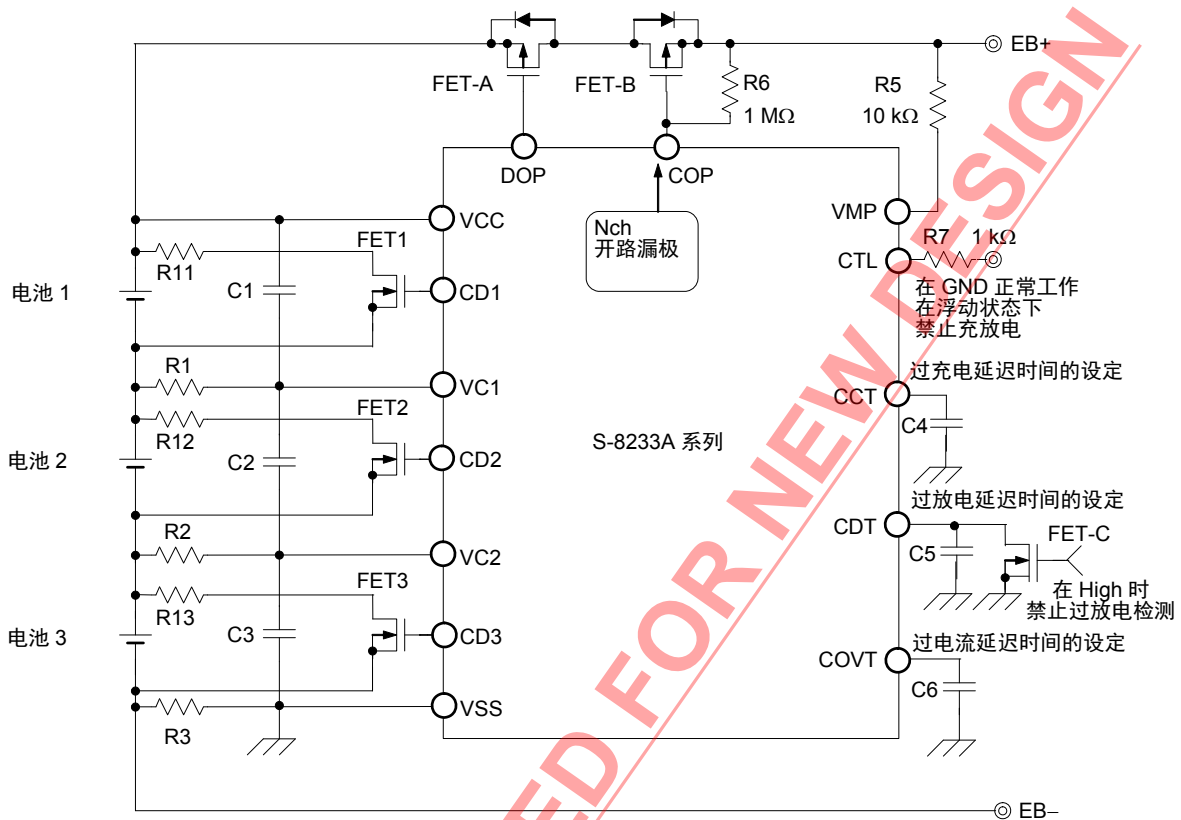 EB+
FET-A
FET-B
R6
1 MΩ
R5
10 kΩ
DOP
COP
Nch
开路漏极
VMP
R7 1 kΩ
CTL
在 GND 正常工作
在浮动状态下
禁止充放电
VCC
FET1
R11
C1
CD1
电池 1
R1
VC1
过充电延迟时间的设定
CCT
C4
FET2
R12
C2
CD2
电池 2
S-8233A 系列
R2
VC2
过放电延迟时间的设定
CDT
C5
FET-C
在 High 时
禁止过放电检测
FET3
R13
C3
CD3
电池 3
过电流延迟时间的设定
COVT
C6
VSS
R3
EB−
ED FOR NEW DESIGN